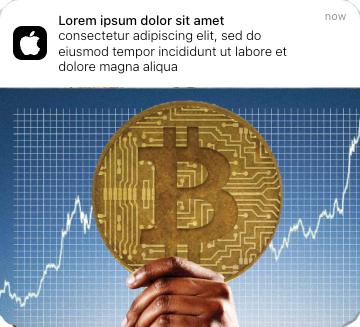 Lorem ipsum dolor sit amet
now
consectetur adipiscing elit, sed do
eiusmod tempor incididunt ut labore et
dolore magna aliqua